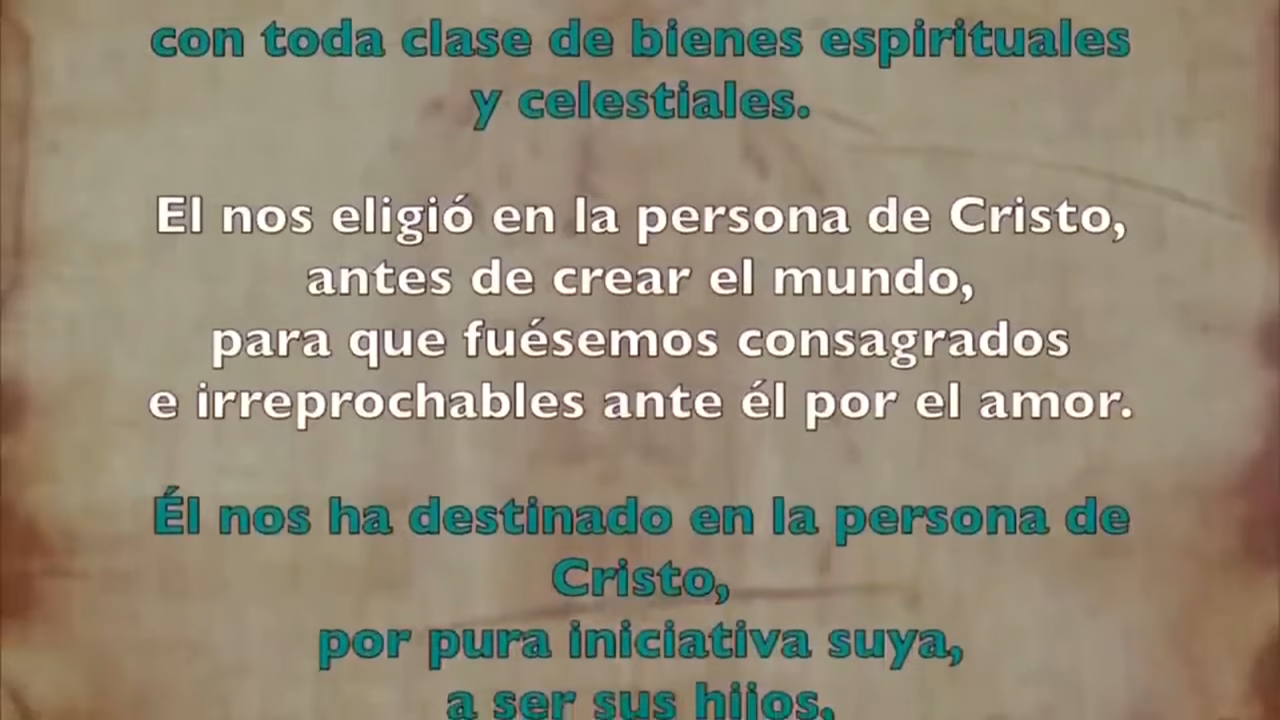 con toda clase de bienes espirituales
y celestiales.
El nos eligió en la persona de Cristo,
antes de crear el mundo,
para que fuésemos consagrados
e irreprochables ante él por el amor.
Él nos ha destinado en la persona de
Cristo,
por pura iniciativa suya,
a ser sus hijos,